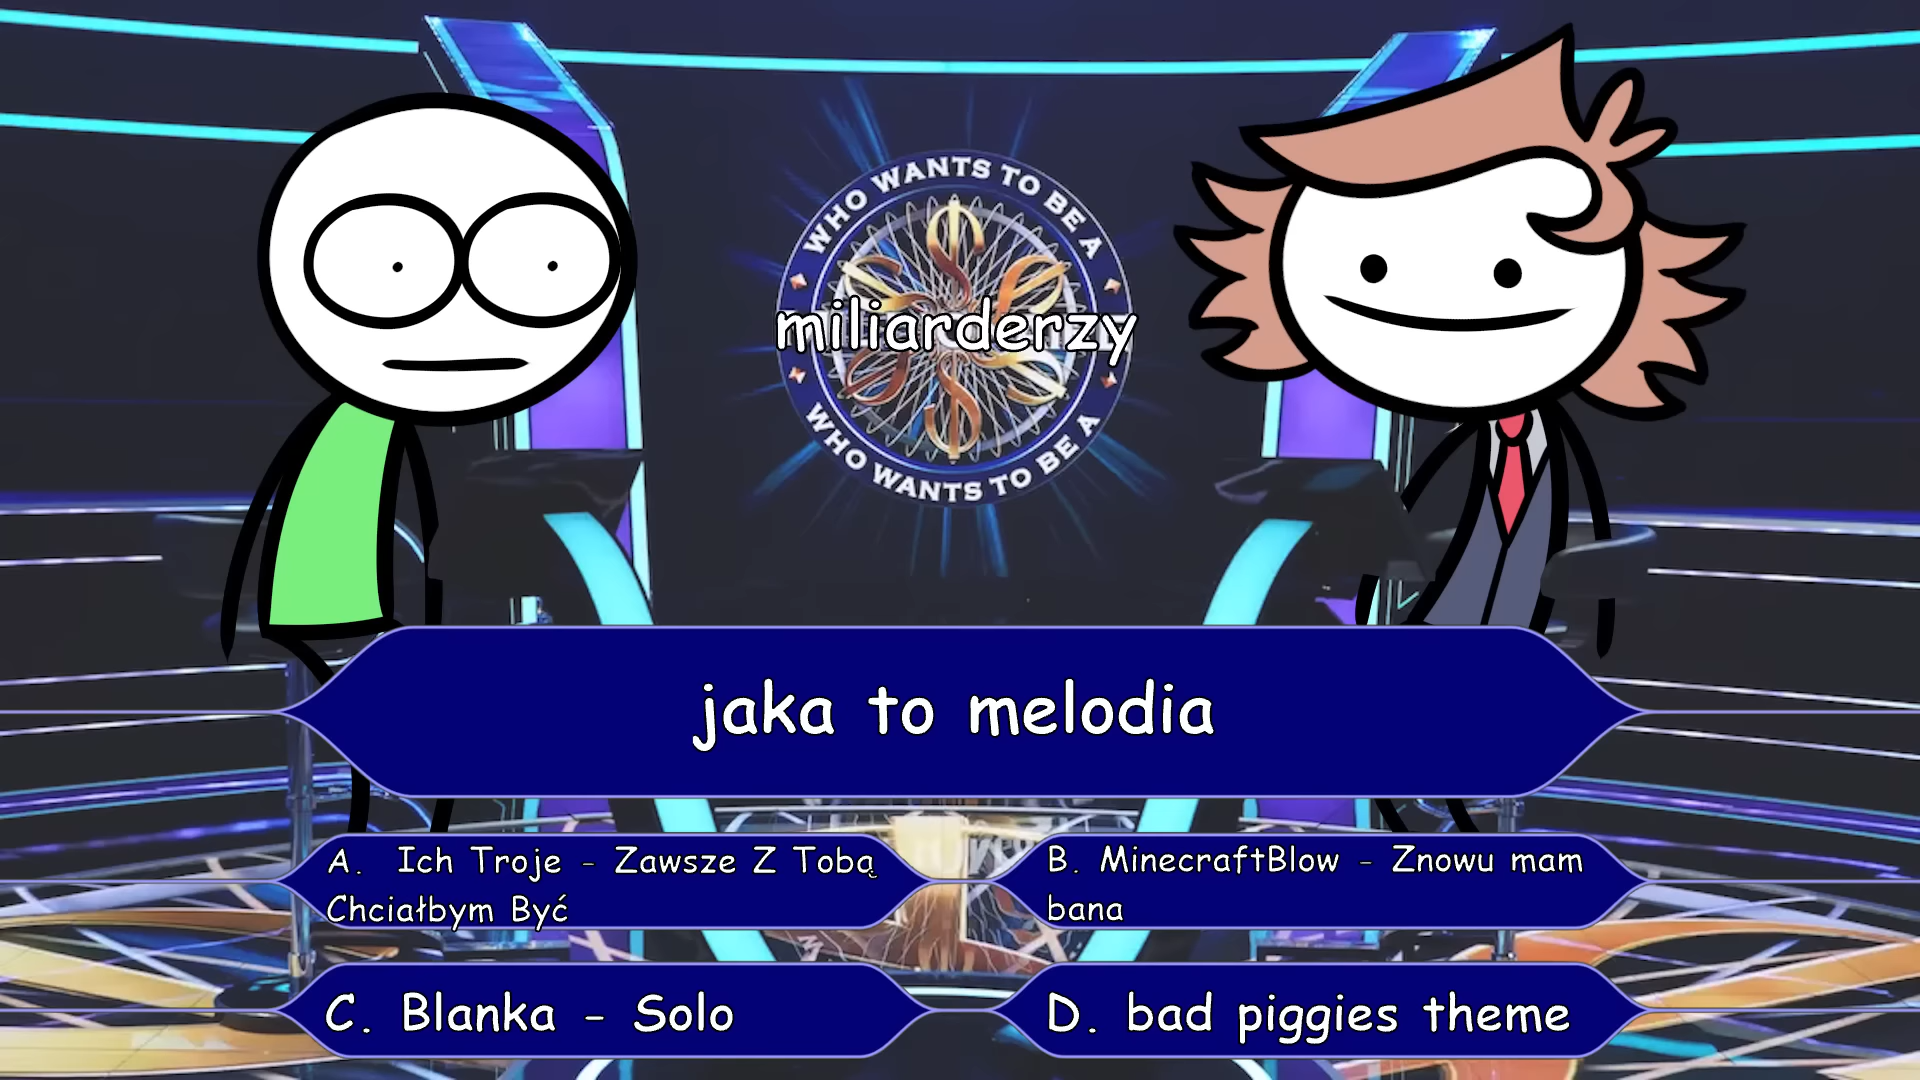 WHO WANTS TO BE A
miliarderzy
WHO WANTS TO BE A
jaka to melodia
A. Ich Troje - Zawsze Z Tobą
Chciałbym Być
B. MinecraftBlow - Znowu mam
bana
C. Blanka - Solo
D. bad piggies theme